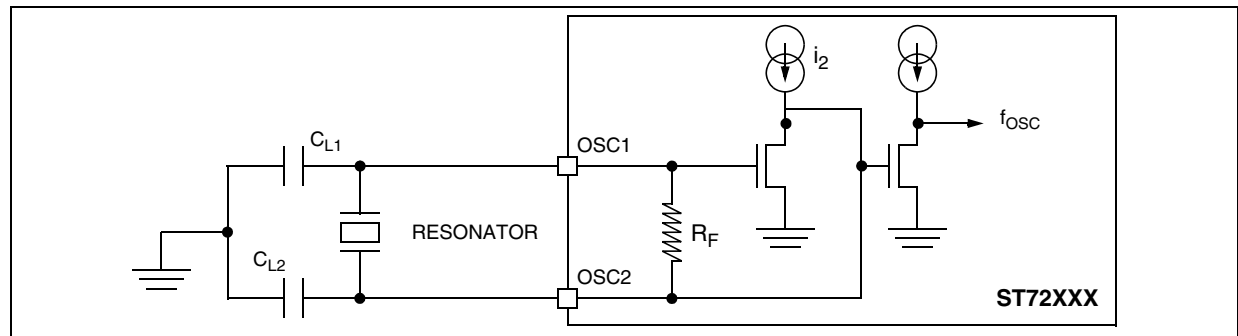 i2
fOSC
CL1
OSC1
RESONATOR
RF
CL2
OSC2
ST72XXX